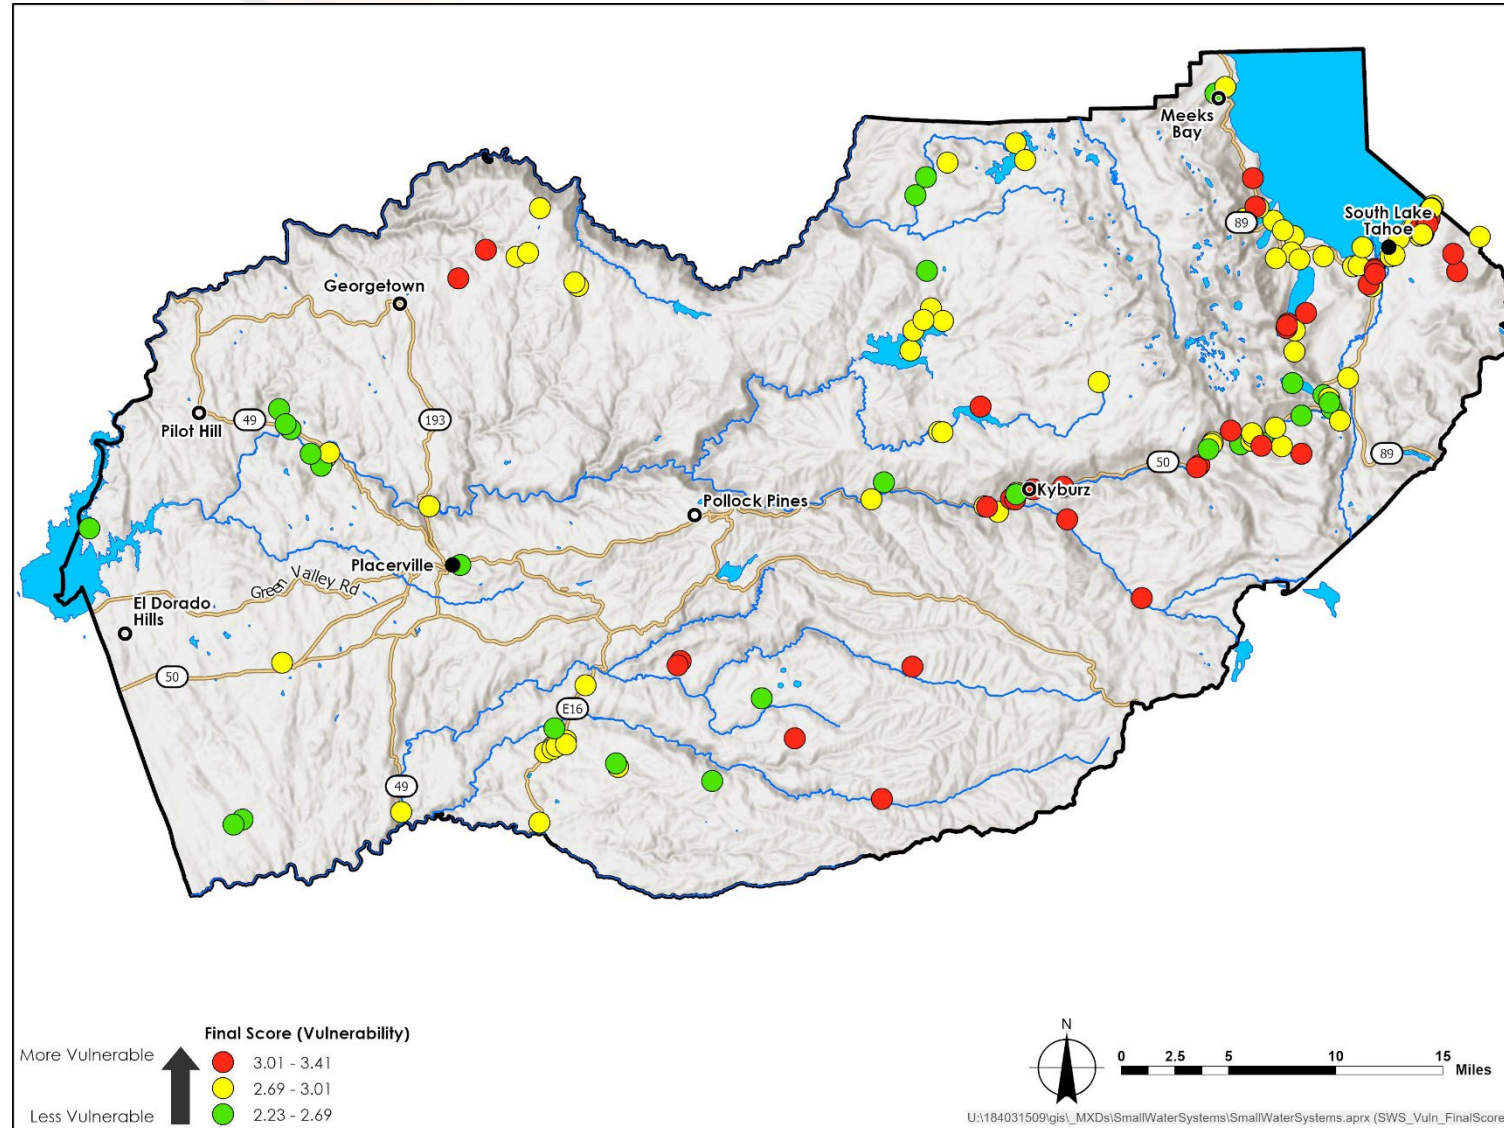 Meeks
Bay
South Lake
Tahoe
89
Georgetown
Pilot Hill
49
193
89
50
Kyburz
Pollock Pines
Placerville
Green Valley Rd
El Dorado
Hills
50
E16
49
Final Score (Vulnerability)
More Vulnerable
3.01 - 3.41
2.69 - 3.01
Less Vulnerable
2.23 - 2.69
N
0 2.5 5 10 15
Miles
U:\184031509\gis\_MXDs\SmallWaterSystems\SmallWaterSystems.aprx (SWS_Vuln_FinalScore